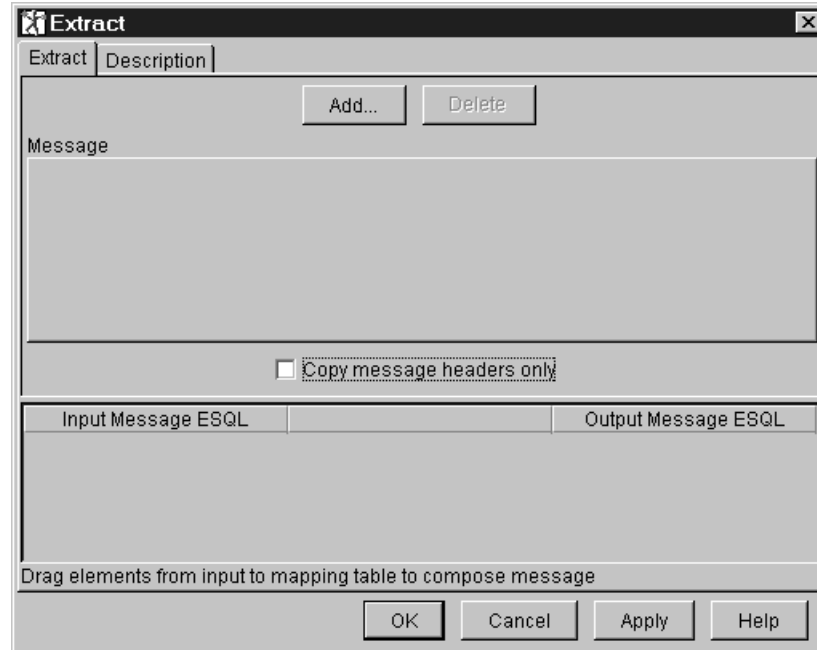 Extract
Extract Description
Add... Delete
Message
Copy message headers only
Input Message ESQL Output Message ESQL
Drag elements from input to mapping table to compose message
OK Cancel Apply Help